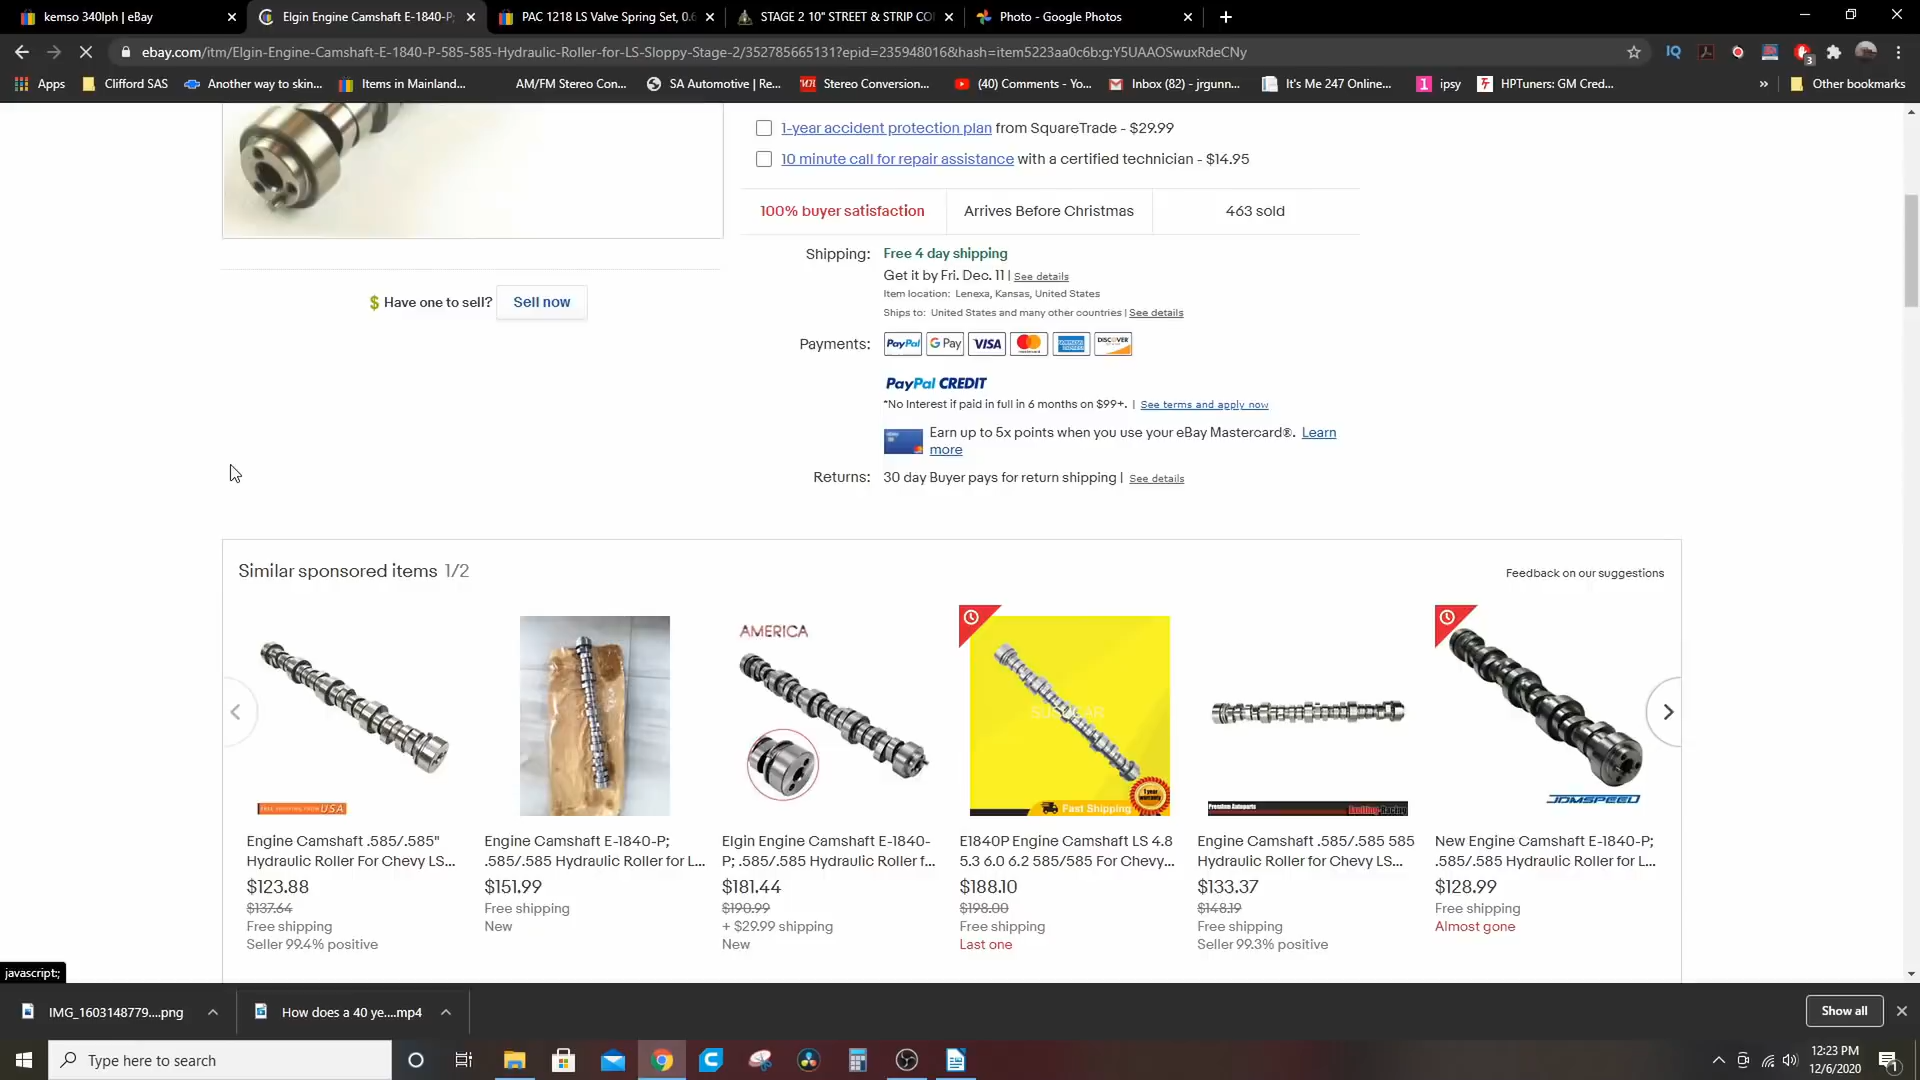 kemso 340lph | eBay
Elgin Engine Camshaft E-1840-P;
PAC 1218 LS Valve Spring Set, 0.6
STAGE 2 10" STREET & STRIP CO
Photo - Google Photos
ebay.com/itm/Elgin-Engine-Camshaft-E-1840-P-585-585-Hydraulic-Roller-for-LS-Sloppy-Stage-2/352785665131?epid=235948016&hash=item5223aa0c6b:g:Y5UAAOSwuxRdeCNy
Apps
Clifford SAS
Another way to skin...
Items in Mainland...
AM/FM Stereo Con...
SA Automotive | Re...
Stereo Conversion...
(40) Comments - Yo...
Inbox (82) - jrgunn...
It's Me 247 Online...
ipsy
HPTuners: GM Cred...
Other bookmarks
1-year accident protection plan from SquareTrade - $29.99
10 minute call for repair assistance with a certified technician - $14.95
100% buyer satisfaction
Arrives Before Christmas
463 sold
Shipping: Free 4 day shipping
Get it by Fri. Dec. 11 | See details
Item location: Lenexa, Kansas, United States
Ships to: United States and many other countries | See details
$ Have one to sell? Sell now
Payments: PayPal G Pay VISA mastercard AMERICAN EXPRESS DISCOVER
PayPal CREDIT
*No Interest if paid in full in 6 months on $99+. | See terms and apply now
Earn up to 5x points when you use your eBay Mastercard®. Learn
more
Returns: 30 day Buyer pays for return shipping | See details
Similar sponsored items 1/2
Feedback on our suggestions
FREE SHIPPING FROM USA
AMERICA
SUSUCAR
Fast Shipping
1 year warranty
Premium Autoparts
JDMSPEED
Engine Camshaft .585/.585"
Hydraulic Roller For Chevy LS...
$123.88
$137.64
Free shipping
Seller 99.4% positive
Engine Camshaft E-1840-P;
.585/.585 Hydraulic Roller for L...
$151.99
Free shipping
New
Elgin Engine Camshaft E-1840-
P; .585/.585 Hydraulic Roller f...
$181.44
$190.99
+ $29.99 shipping
New
E1840P Engine Camshaft LS 4.8
5.3 6.0 6.2 585/585 For Chevy...
$188.10
$198.00
Free shipping
Last one
Engine Camshaft .585/.585 585
Hydraulic Roller for Chevy LS...
$133.37
$148.19
Free shipping
Seller 99.3% positive
New Engine Camshaft E-1840-P;
.585/.585 Hydraulic Roller for L...
$128.99
Free shipping
Almost gone
javascript:;
IMG_1603148779....png
How does a 40 ye....mp4
Show all
Type here to search
12:23 PM
12/6/2020